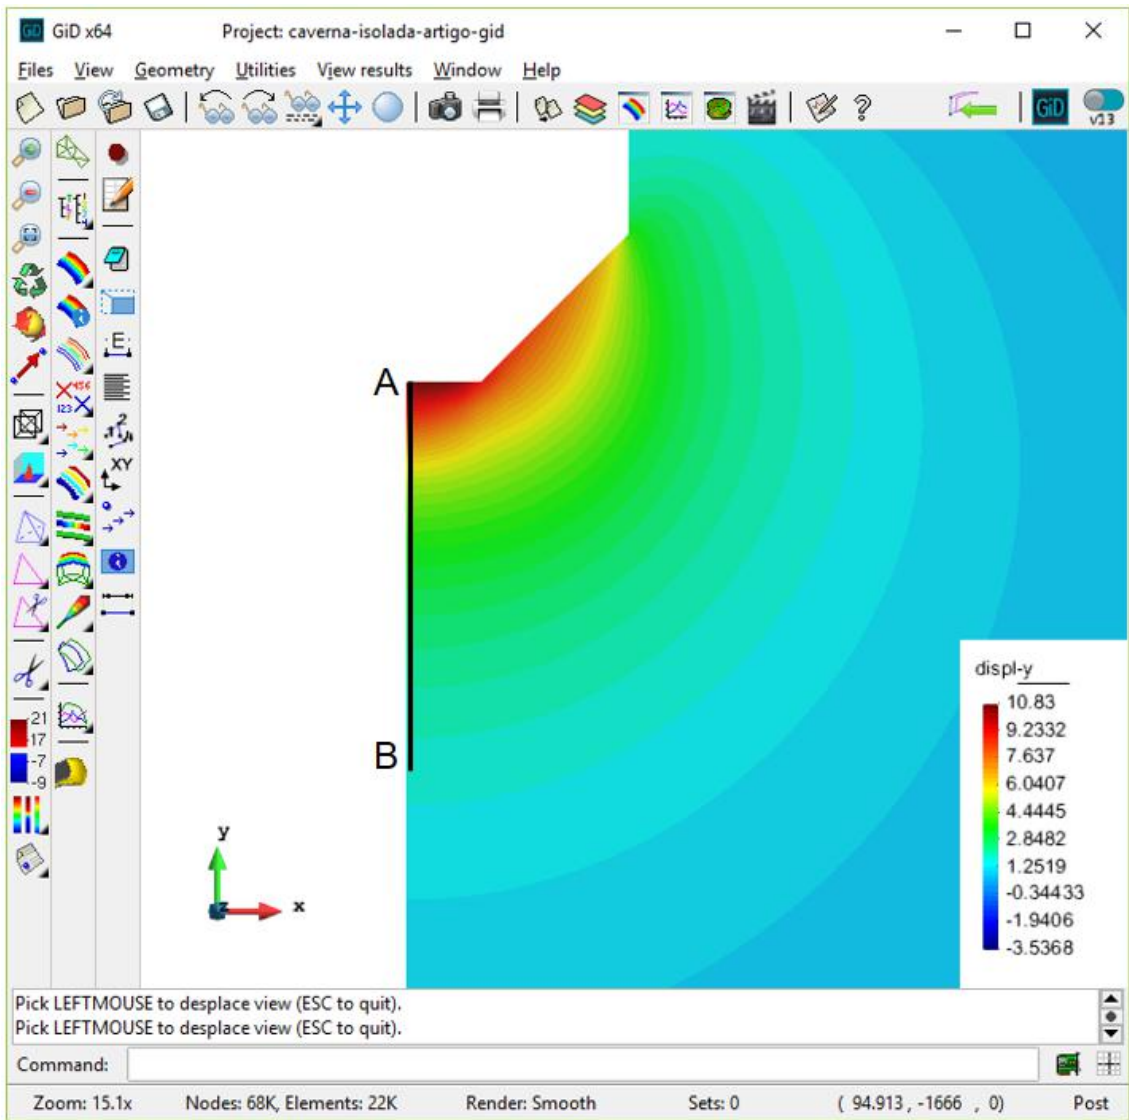 GiD GiD x64 Project: caverna-isolada-artigo-gid
Files View Geometry Utilities View results Window Help
GiD v13
E
XY
A
B
21
17
-7
-9
y
z x
displ-y
10.83
9.2332
7.637
6.0407
4.4445
2.8482
1.2519
-0.34433
-1.9406
-3.5368
Pick LEFTMOUSE to desplace view (ESC to quit).
Pick LEFTMOUSE to desplace view (ESC to quit).
Command:
Zoom: 15.1x Nodes: 68K, Elements: 22K Render: Smooth Sets: 0 ( 94.913 , -1666 , 0) Post